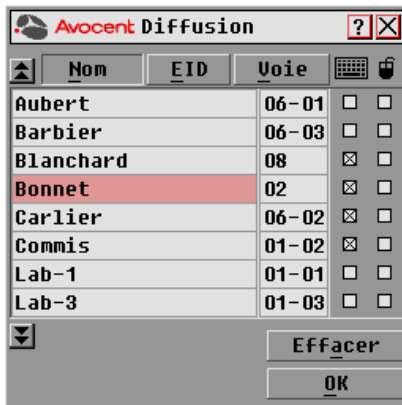 Avocent Diffusion ? X
Nom EID Voie
Aubert 06-01
Barbier 06-03
Blanchard 08
Bonnet 02
Carlier 06-02
Commis 01-02
Lab-1 01-01
Lab-3 01-03
Effacer
OK